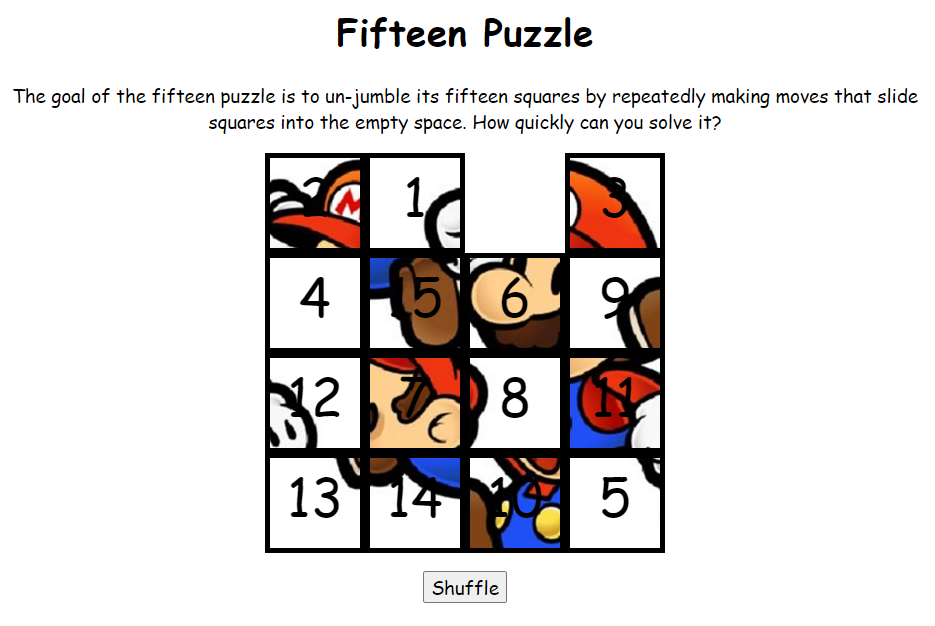 Fifteen Puzzle
The goal of the fifteen puzzle is to un-jumble its fifteen squares by repeatedly making moves that slide
squares into the empty space. How quickly can you solve it?
2 1 3
4 15 6 9
12 7 8 11
13 14 10 5
Shuffle